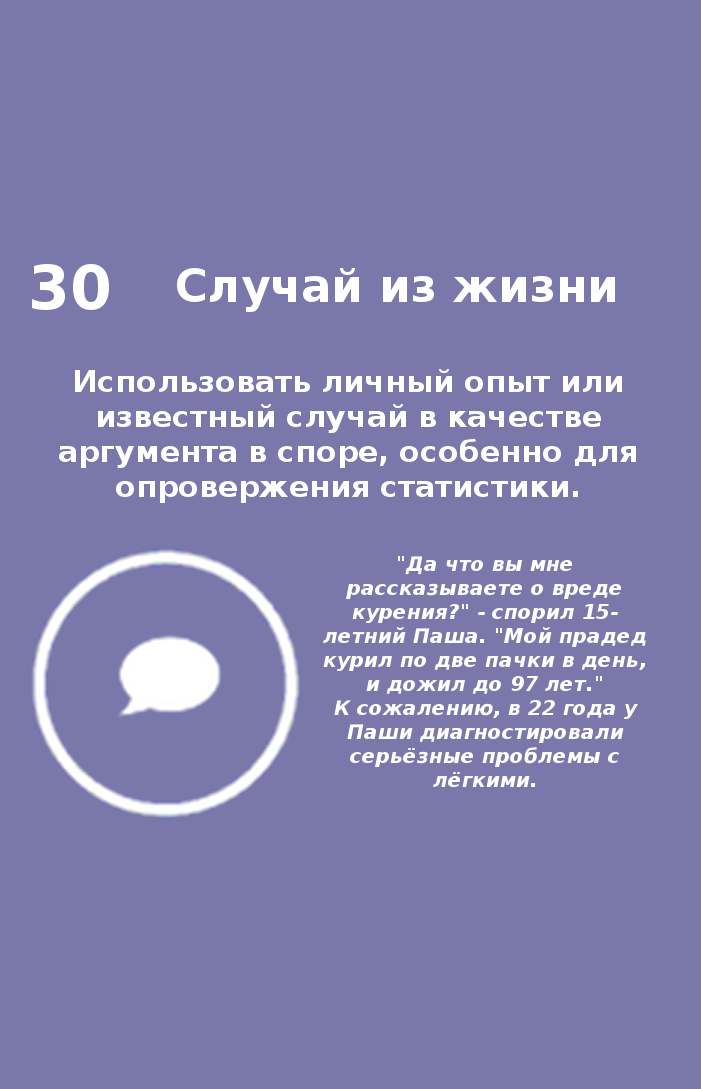 30 Случай из жизни
Использовать личный опыт или
известный случай в качестве
аргумента в споре, особенно для
опровержения статистики.
"Да что вы мне
рассказываете о вреде
курения?" - спорил 15-
летний Паша. "Мой прадед
курил по две пачки в день,
и дожил до 97 лет."
К сожалению, в 22 года у
Паши диагностировали
серьёзные проблемы с
лёгкими.